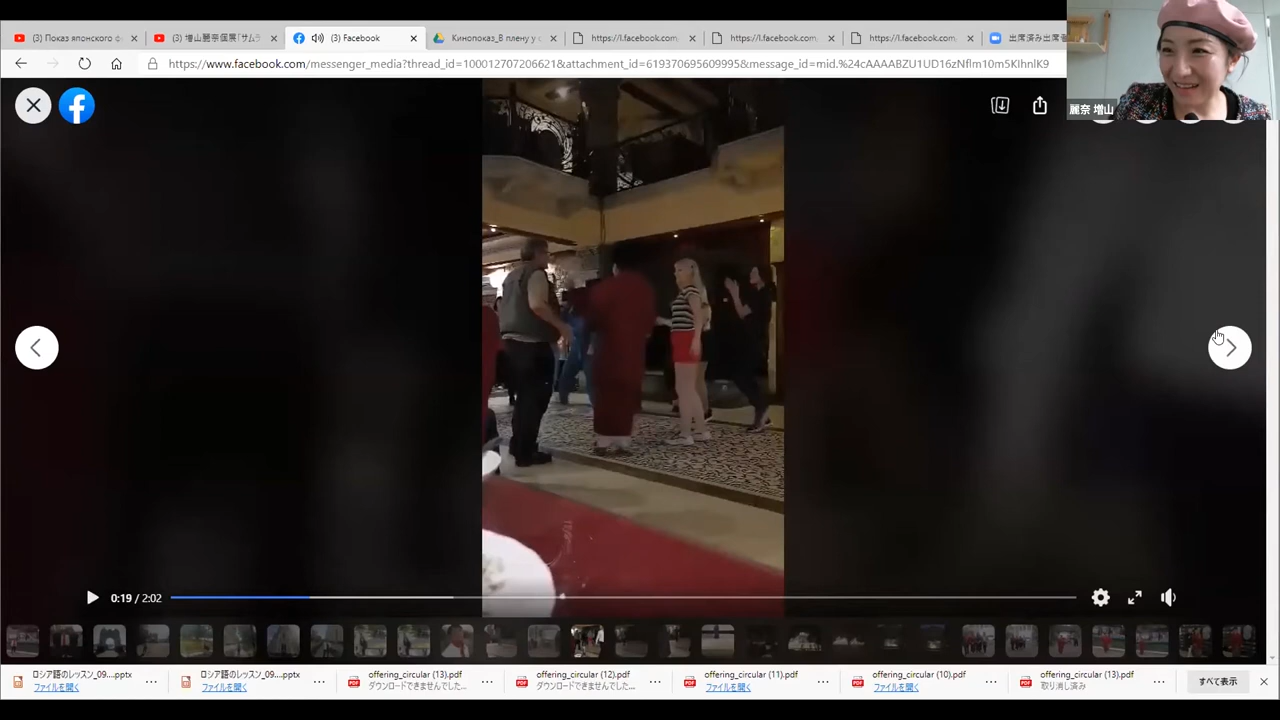 (3) Показ японского ф
(3) 増山麗奈個展「サムラ
(3) Facebook
Кинопоказ_В плену у с
https://l.facebook.com
https://l.facebook.com
https://l.facebook.com
出席済み出席者
https://www.facebook.com/messenger_media?thread_id=100012707206621&attachment_id=619370695609995&message_id=mid.%24cAAAABZU1UD16zNflm10m5KIhnIK9
麗奈 増山
0:19 / 2:02
ロシア語のレッスン_09....pptx
ファイルを開く
ロシア語のレッスン_09....pptx
ファイルを開く
offering_circular (13).pdf
ダウンロードできませんでした...
offering_circular (12).pdf
ダウンロードできませんでした...
offering_circular (11).pdf
ファイルを開く
offering_circular (10).pdf
ファイルを開く
offering_circular (13).pdf
取り消し済み
すべて表示